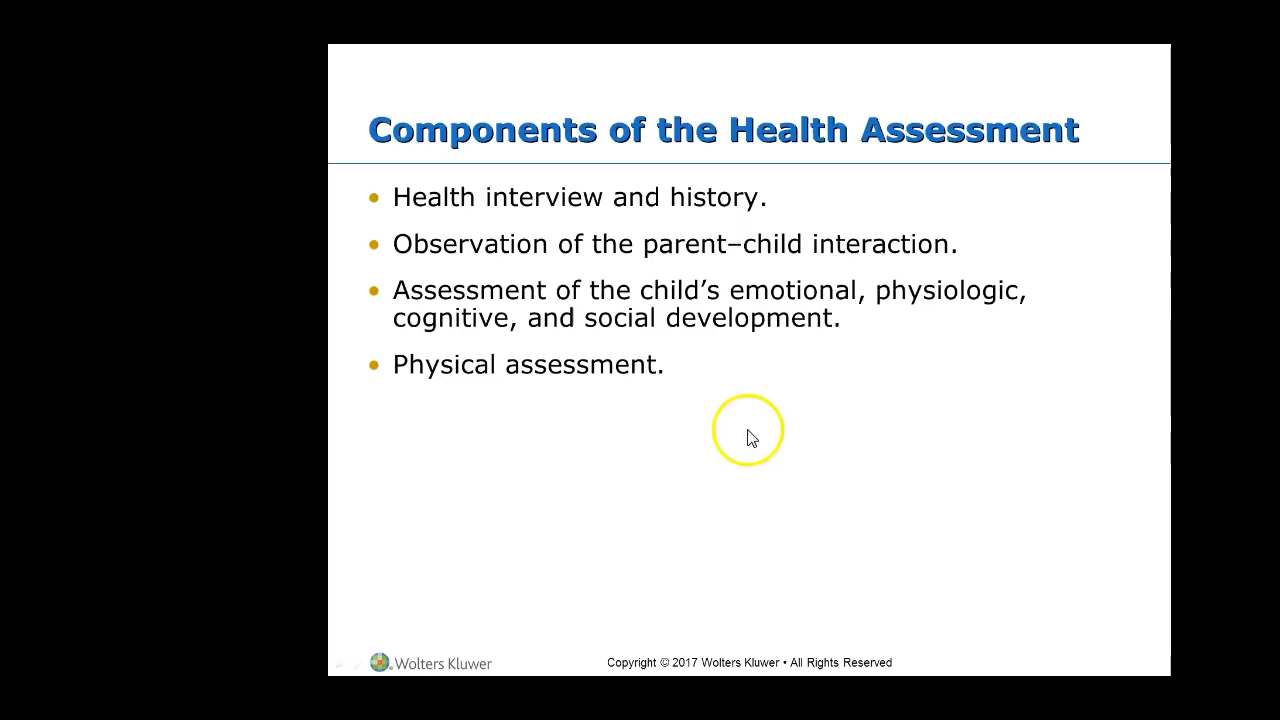 Components of the Health Assessment
• Health interview and history.
• Observation of the parent–child interaction.
• Assessment of the child’s emotional, physiologic,
cognitive, and social development.
• Physical assessment.
Wolters Kluwer
Copyright © 2017 Wolters Kluwer • All Rights Reserved